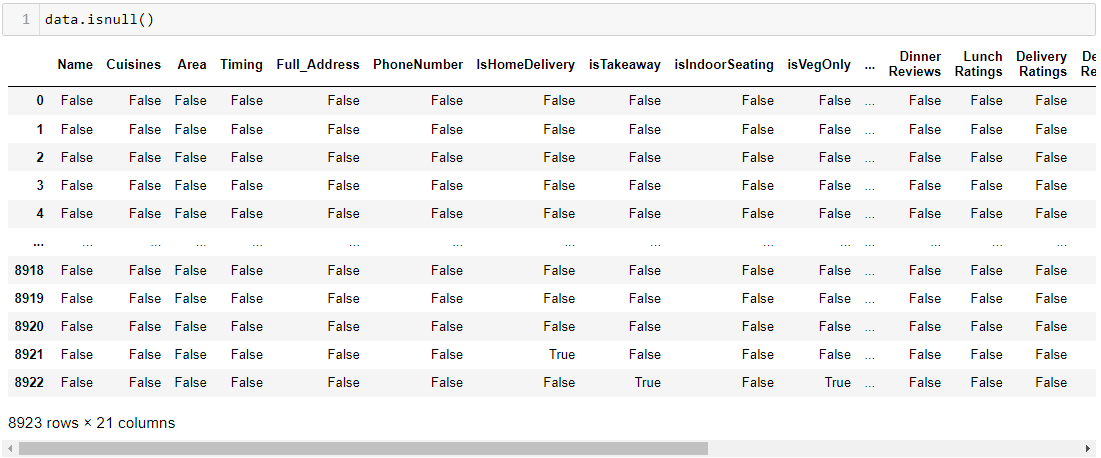 1 data.isnull()
Name Cuisines Area Timing Full_Address PhoneNumber IsHomeDelivery isTakeaway isIndoorSeating isVegOnly ... Dinner Reviews Lunch Ratings Delivery Ratings De Re
0 False False False False False False False False False False ... False False False
1 False False False False False False False False False False ... False False False
2 False False False False False False False False False False ... False False False
3 False False False False False False False False False False ... False False False
4 False False False False False False False False False False ... False False False
... ... ... ... ... ... ... ... ... ... ... ... ... ... ...
8918 False False False False False False False False False False ... False False False
8919 False False False False False False False False False False ... False False False
8920 False False False False False False False False False False ... False False False
8921 False False False False False False True False False False ... False False False
8922 False False False False False False False True False True ... False False False
8923 rows × 21 columns